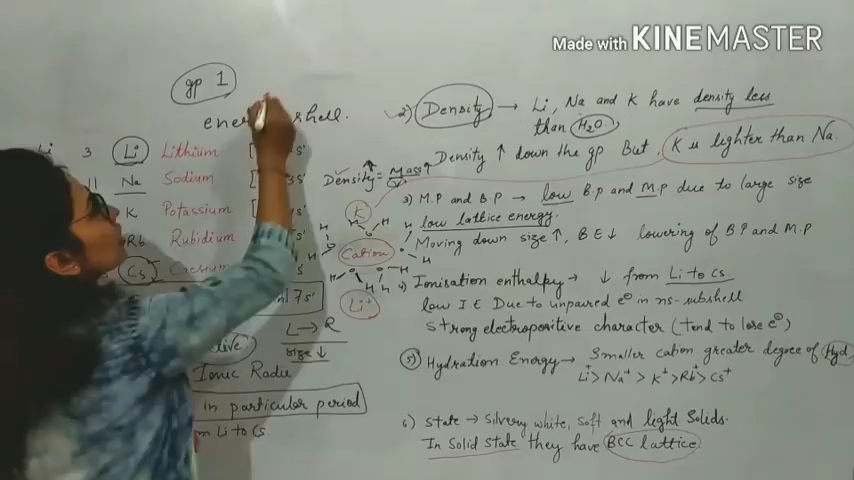 Made with KINEMASTER
gp 1
shell.
3 Li Lithium [ s'
11 Na Sodium [ 3s'
K Potassium s'
Rb Rubidium s'
Cs Caesium s'
7s'
L → R
size ↓
Ionic Radii
in particular period
Li to Cs.
2) Density → Li, Na and K have density less
than H2O,
Density ↑ down the gp But K is lighter than Na.
Density = Mass ↑
V
K
H
Cation
Li+
3) M.P and B.P → low B.p and M.p due to large size
low lattice energy.
Moving down size ↑, B E ↓ lowering of B.P and M.P
4) Ionisation enthalpy → ↓ from Li to Cs.
low I.E Due to unpaired e⊖ in ns-subshell
strong electropositive character (tend to lose e⊖)
5) Hydration Energy → Smaller cation greater degree of Hyd
Li+ > Na+ > K+ > Rb+ > Cs+
6) State → Silvery white, soft and light Solids.
In Solid state they have BCC lattice